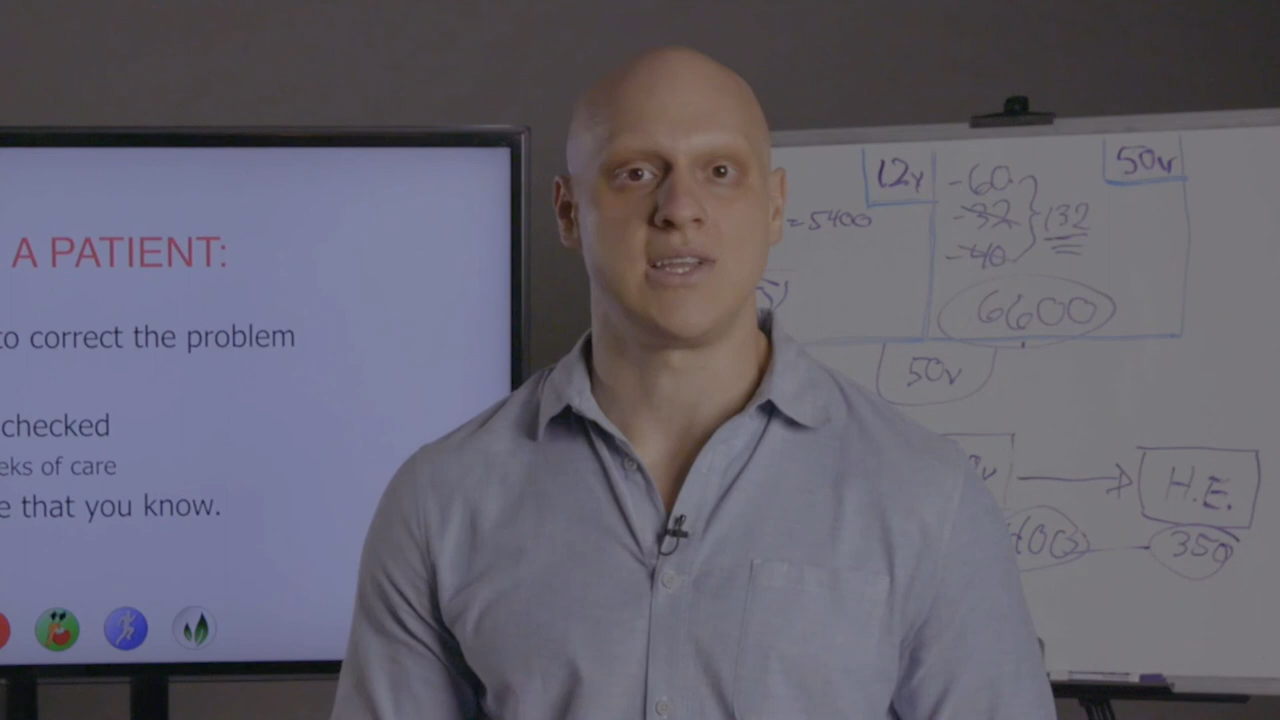 A PATIENT:
to correct the problem
checked
eks of care
e that you know.
12v
= 5400
-60
-32
-40
132
6600
50v
50v
H.E.
350